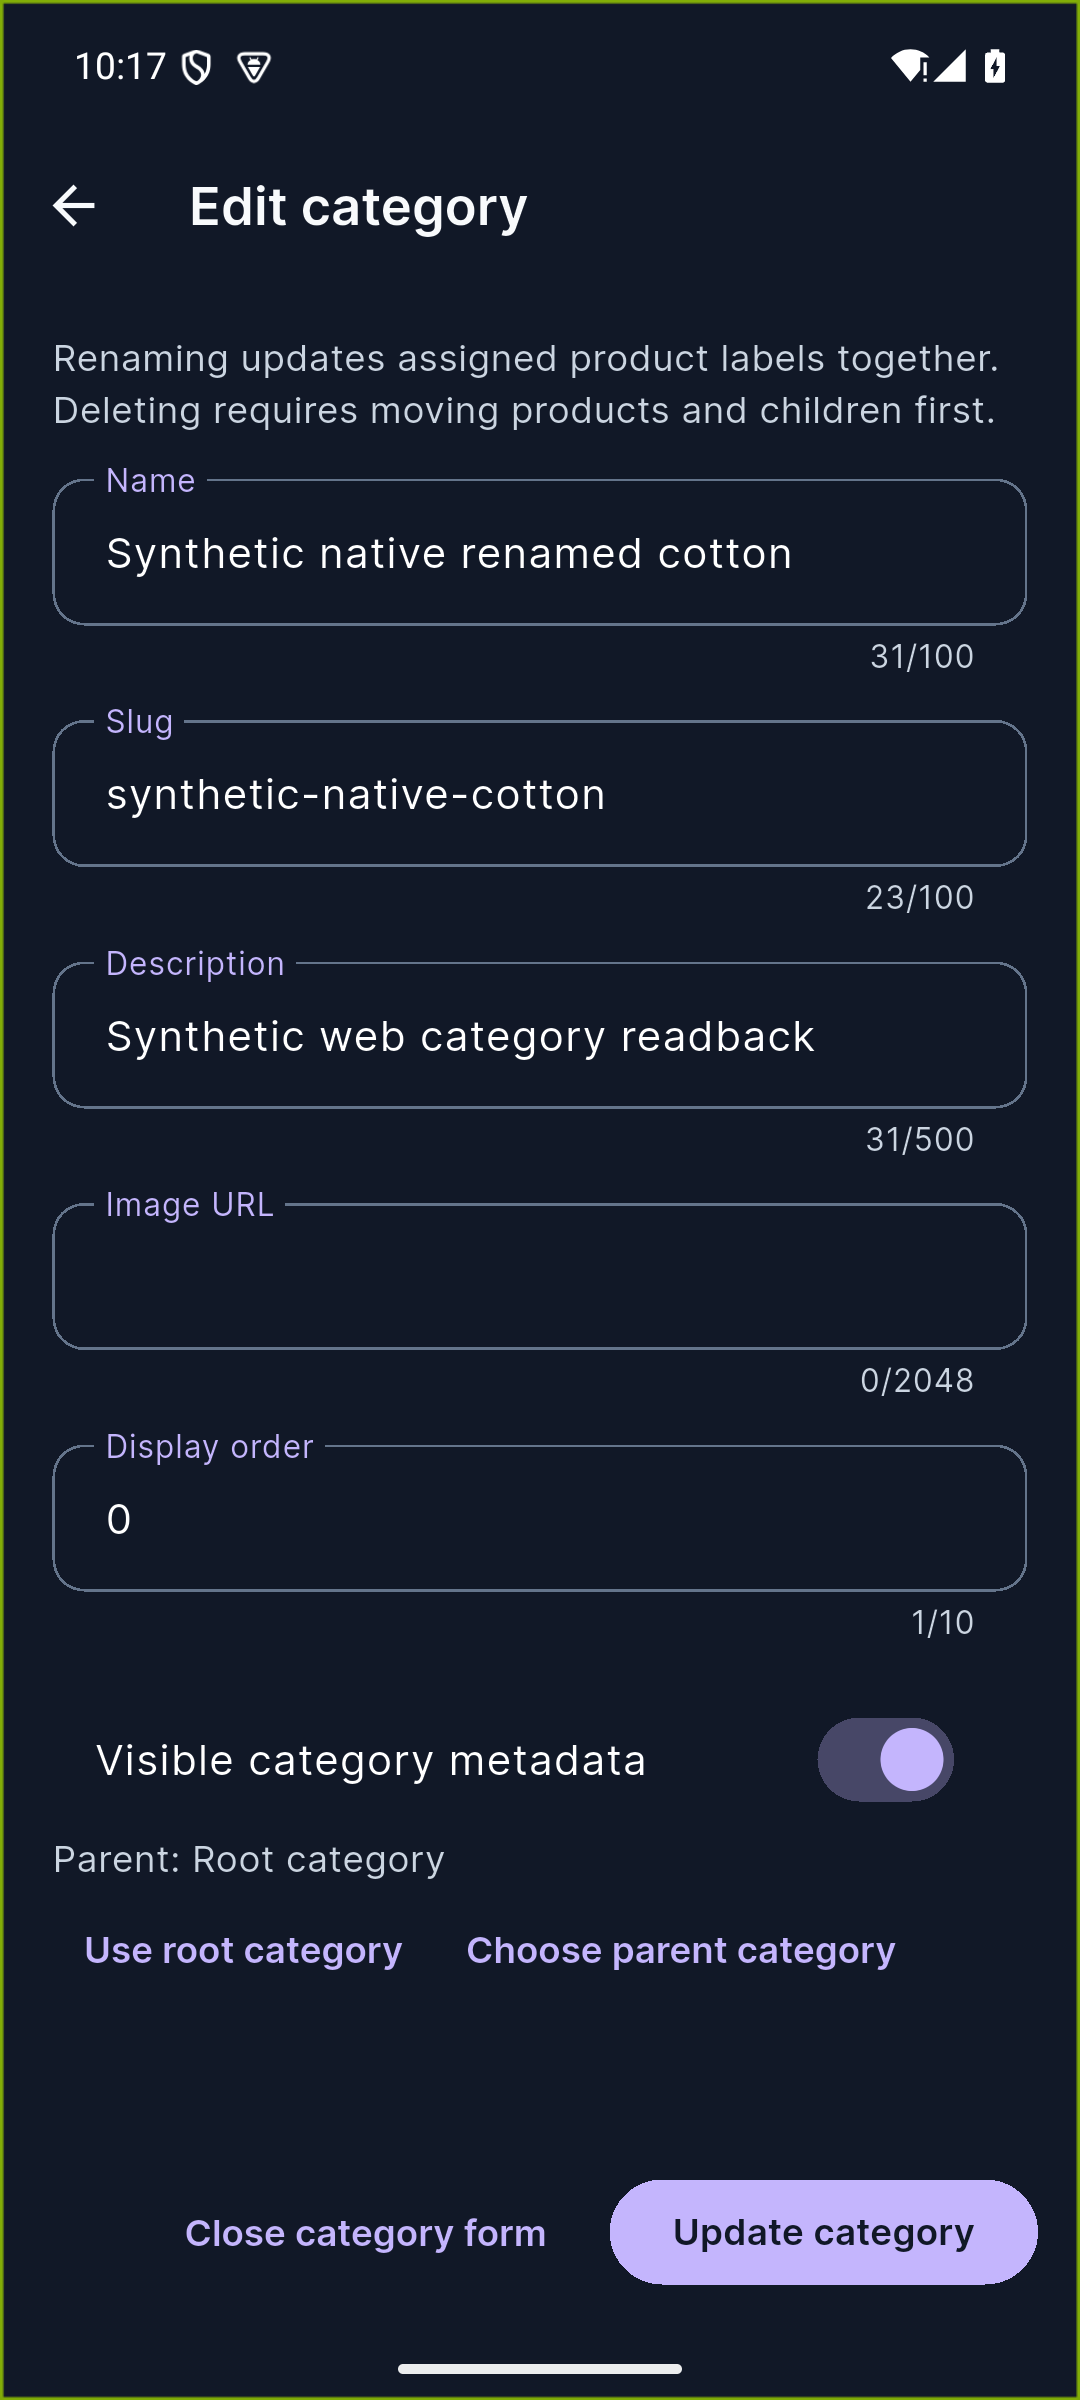 10:17
Edit category
Renaming updates assigned product labels together.
Deleting requires moving products and children first.
Name
Synthetic native renamed cotton
31/100
Slug
synthetic-native-cotton
23/100
Description
Synthetic web category readback
31/500
Image URL
0/2048
Display order
0
1/10
Visible category metadata
Parent: Root category
Use root category Choose parent category
Close category form Update category